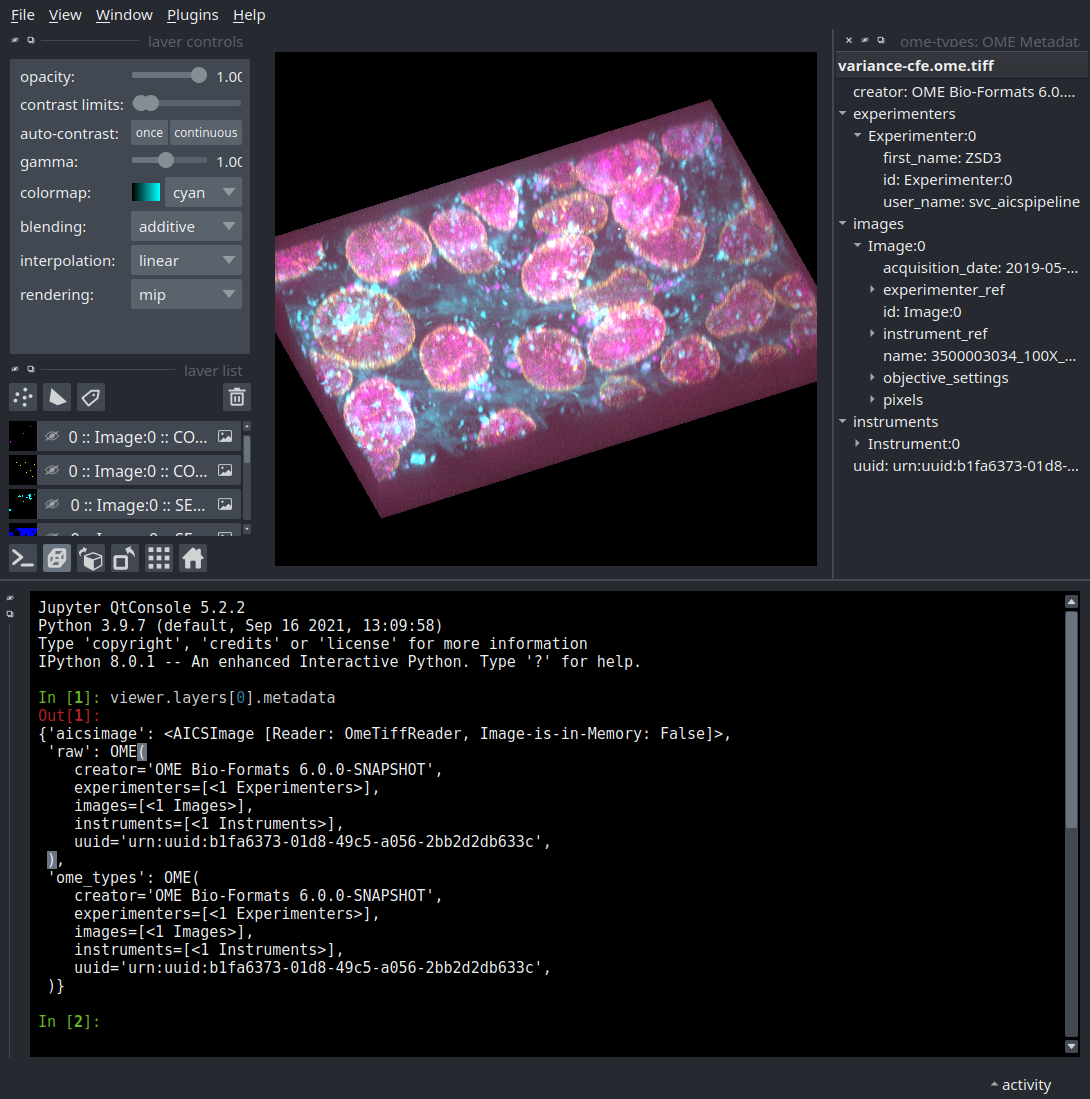 File View Window Plugins Help
layer controls
opacity: 1.00
contrast limits:
auto-contrast: once continuous
gamma: 1.00
colormap: cyan
blending: additive
interpolation: linear
rendering: mip
layer list
0 :: Image:0 :: CO...
0 :: Image:0 :: CO...
0 :: Image:0 :: SE...
0 :: Image:0 :: SE...
ome-types: OME Metadat
variance-cfe.ome.tiff
creator: OME Bio-Formats 6.0....
experimenters
Experimenter:0
first_name: ZSD3
id: Experimenter:0
user_name: svc_aicspipeline
images
Image:0
acquisition_date: 2019-05-...
experimenter_ref
id: Image:0
instrument_ref
name: 3500003034_100X_...
objective_settings
pixels
instruments
Instrument:0
uuid: urn:uuid:b1fa6373-01d8-...
Jupyter QtConsole 5.2.2
Python 3.9.7 (default, Sep 16 2021, 13:09:58)
Type 'copyright', 'credits' or 'license' for more information
IPython 8.0.1 -- An enhanced Interactive Python. Type '?' for help.
In [1]: viewer.layers[0].metadata
Out[1]:
{'aicsimage': <AICSImage [Reader: OmeTiffReader, Image-is-in-Memory: False]>,
'raw': OME(
creator='OME Bio-Formats 6.0.0-SNAPSHOT',
experimenters=[<1 Experimenters>],
images=[<1 Images>],
instruments=[<1 Instruments>],
uuid='urn:uuid:b1fa6373-01d8-49c5-a056-2bb2d2db633c',
),
'ome_types': OME(
creator='OME Bio-Formats 6.0.0-SNAPSHOT',
experimenters=[<1 Experimenters>],
images=[<1 Images>],
instruments=[<1 Instruments>],
uuid='urn:uuid:b1fa6373-01d8-49c5-a056-2bb2d2db633c',
)}
In [2]:
activity